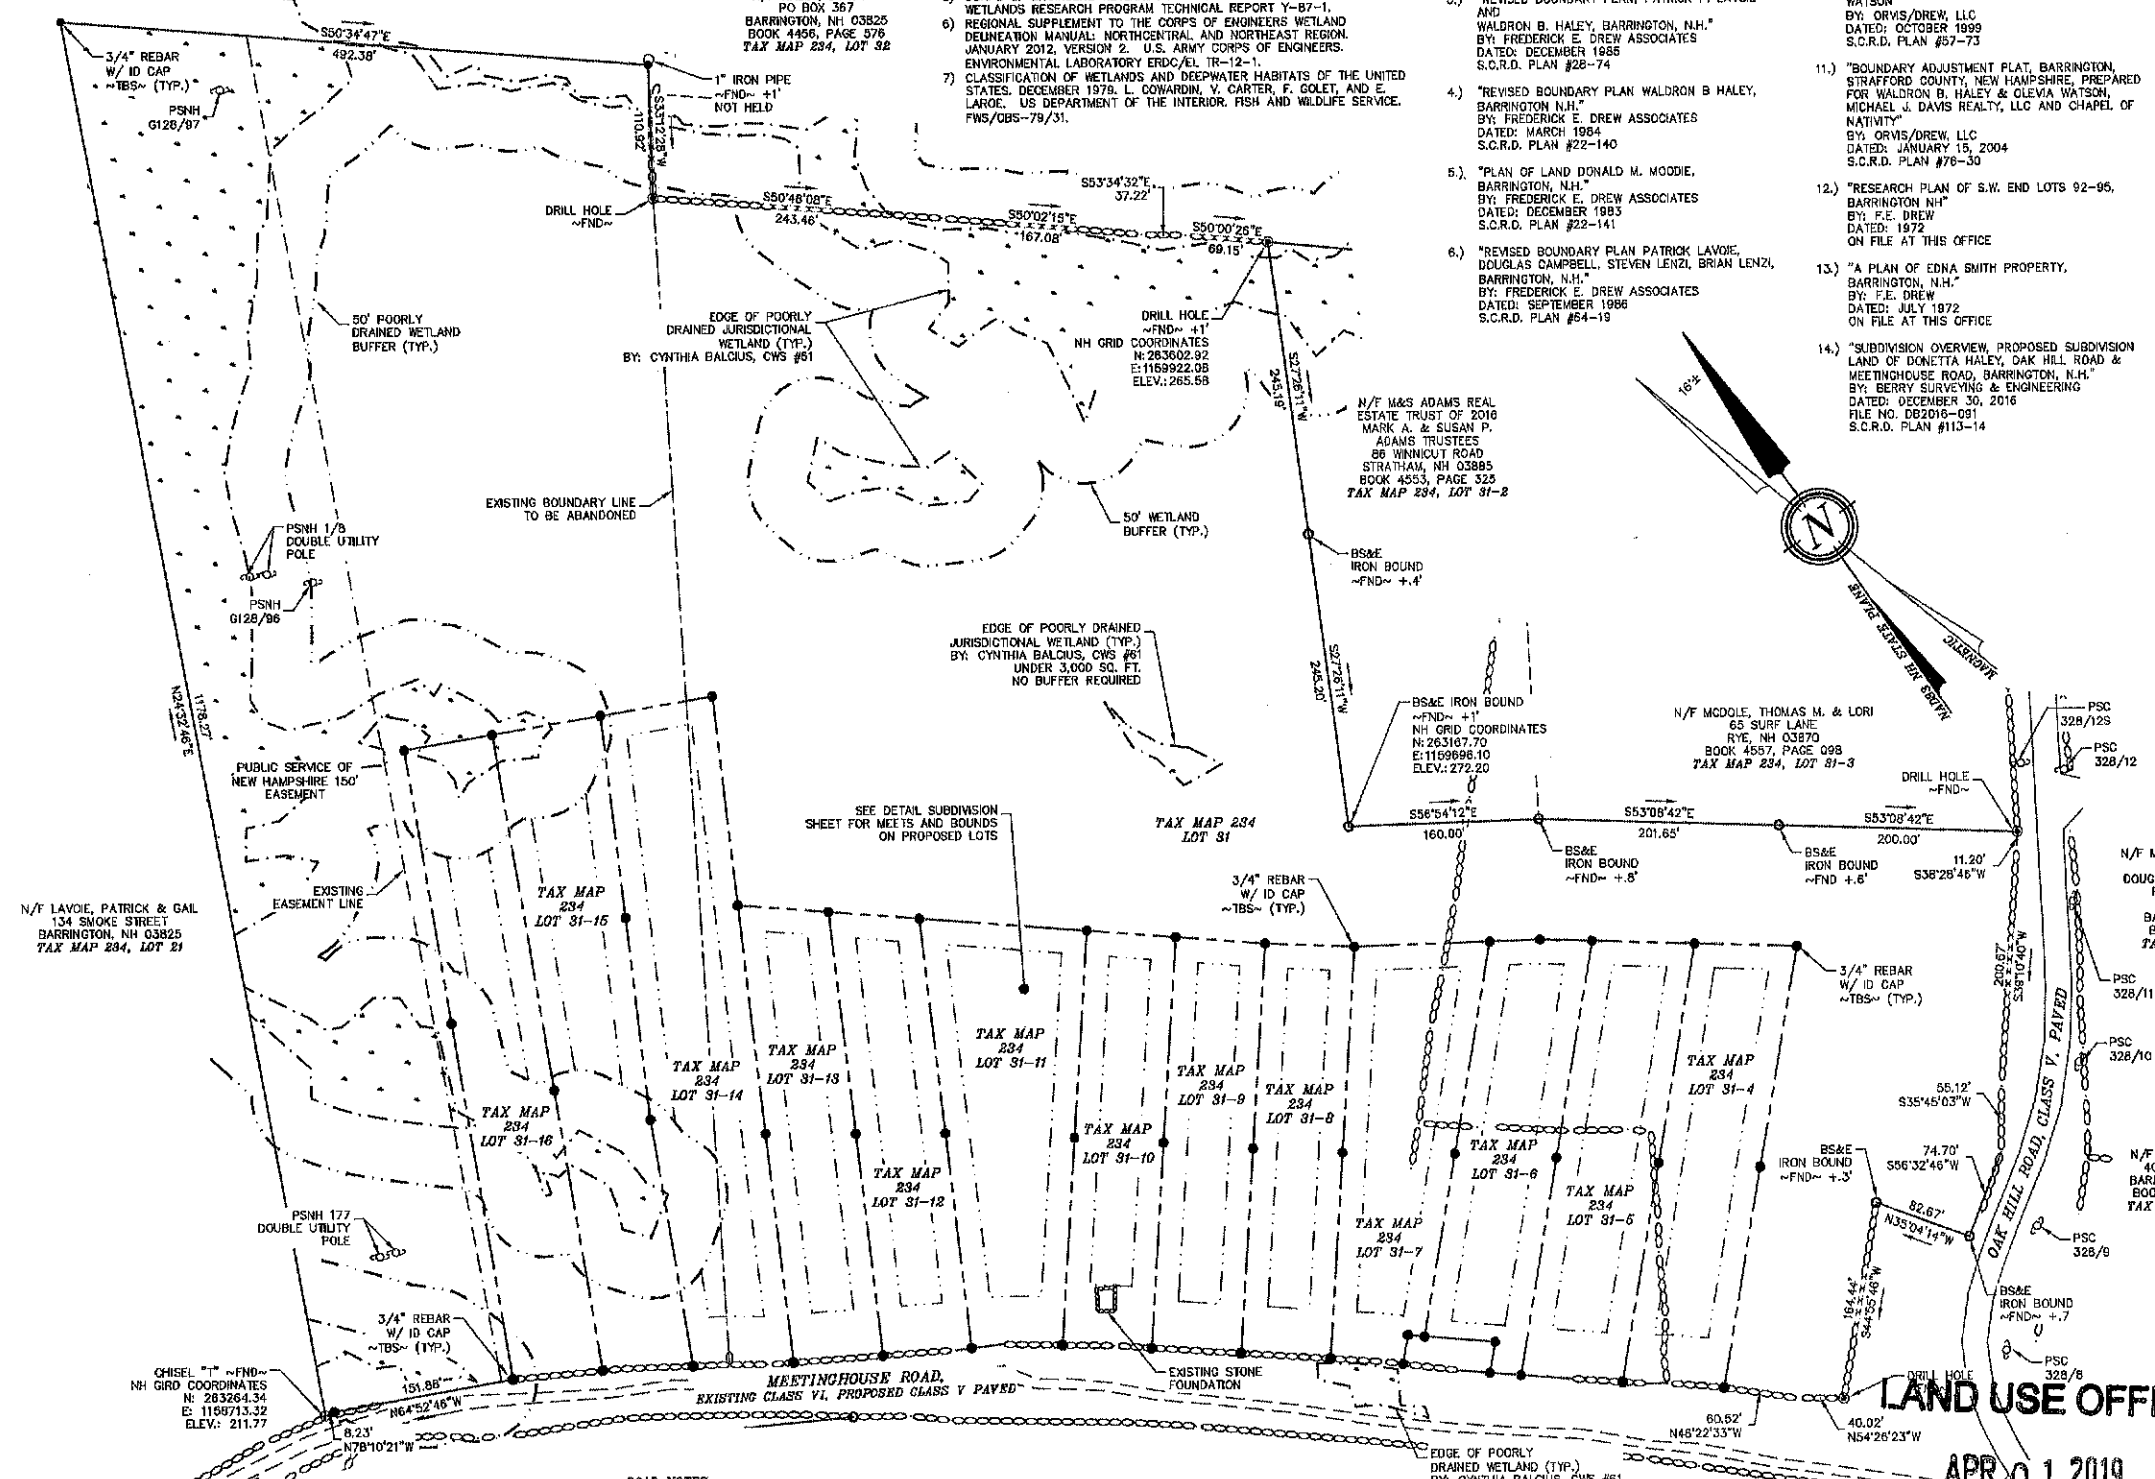 S50°34'47"E
492.38'
3/4" REBAR
W/ ID CAP
~TBS~ (TYP.)
PSNH
G128/97
PO BOX 367
BARRINGTON, NH 03825
BOOK 4456, PAGE 576
TAX MAP 234, LOT 32
1" IRON PIPE
~FND~ +1'
NOT HELD
S33°12'28"W
110.92'
WETLANDS RESEARCH PROGRAM TECHNICAL REPORT Y-87-1.
6) REGIONAL SUPPLEMENT TO THE CORPS OF ENGINEERS WETLAND
DELINEATION MANUAL: NORTHCENTRAL AND NORTHEAST REGION.
JANUARY 2012, VERSION 2. U.S. ARMY CORPS OF ENGINEERS.
ENVIRONMENTAL LABORATORY ERDC/EL TR-12-1.
7) CLASSIFICATION OF WETLANDS AND DEEPWATER HABITATS OF THE UNITED
STATES. DECEMBER 1979. L. COWARDIN, V. CARTER, F. GOLET, AND E.
LAROE. US DEPARTMENT OF THE INTERIOR. FISH AND WILDLIFE SERVICE.
FWS/OBS-79/31.
AND
WALDRON B. HALEY, BARRINGTON, N.H."
BY: FREDERICK E. DREW ASSOCIATES
DATED: DECEMBER 1985
S.C.R.D. PLAN #28-74
4.) "REVISED BOUNDARY PLAN WALDRON B HALEY,
BARRINGTON N.H."
BY: FREDERICK E. DREW ASSOCIATES
DATED: MARCH 1984
S.C.R.D. PLAN #22-140
5.) "PLAN OF LAND DONALD M. MOODIE,
BARRINGTON, N.H."
BY: FREDERICK E. DREW ASSOCIATES
DATED: DECEMBER 1983
S.C.R.D. PLAN #22-141
6.) "REVISED BOUNDARY PLAN PATRICK LAVOIE,
DOUGLAS CAMPBELL, STEVEN LENZI, BRIAN LENZI,
BARRINGTON, N.H."
BY: FREDERICK E. DREW ASSOCIATES
DATED: SEPTEMBER 1986
S.C.R.D. PLAN #64-19
WATSON"
BY: ORVIS/DREW, LLC
DATED: OCTOBER 1999
S.C.R.D. PLAN #57-73
11.) "BOUNDARY ADJUSTMENT PLAT, BARRINGTON,
STRAFFORD COUNTY, NEW HAMPSHIRE, PREPARED
FOR WALDRON B. HALEY & OLEVIA WATSON,
MICHAEL J. DAVIS REALTY, LLC AND CHAPEL OF
NATIVITY"
BY: ORVIS/DREW, LLC
DATED: JANUARY 15, 2004
S.C.R.D. PLAN #76-30
12.) "RESEARCH PLAN OF S.W. END LOTS 92-95,
BARRINGTON NH"
BY: F.E. DREW
DATED: 1972
ON FILE AT THIS OFFICE
13.) "A PLAN OF EDNA SMITH PROPERTY,
BARRINGTON, N.H."
BY: F.E. DREW
DATED: JULY 1972
ON FILE AT THIS OFFICE
14.) "SUBDIVISION OVERVIEW, PROPOSED SUBDIVISION
LAND OF DONETTA HALEY, OAK HILL ROAD &
MEETINGHOUSE ROAD, BARRINGTON, N.H."
BY: BERRY SURVEYING & ENGINEERING
DATED: DECEMBER 30, 2016
FILE NO. DB2016-091
S.C.R.D. PLAN #113-14
DRILL HOLE
~FND~
S50°48'08"E
243.46'
S50°02'15"E
167.08'
S53°34'32"E
37.22'
S50°00'26"E
69.15'
50' POORLY
DRAINED WETLAND
BUFFER (TYP.)
EDGE OF POORLY
DRAINED JURISDICTIONAL
WETLAND (TYP.)
BY: CYNTHIA BALCIUS, CWS #61
DRILL HOLE
~FND~ +1'
NH GRID COORDINATES
N: 263602.92
E: 1159922.08
ELEV.: 265.58
S27°26'11"W
245.19'
N/F M&S ADAMS REAL
ESTATE TRUST OF 2016
MARK A. & SUSAN P.
ADAMS TRUSTEES
86 WINNICUT ROAD
STRATHAM, NH 03885
BOOK 4553, PAGE 325
TAX MAP 234, LOT 31-2
16°±
N
NAD83 NH STATE PLANE
MAGNETIC
EXISTING BOUNDARY LINE
TO BE ABANDONED
50' WETLAND
BUFFER (TYP.)
PSNH 1/8
DOUBLE UTILITY
POLE
PSNH
G128/96
BS&E
IRON BOUND
~FND~ +.4'
EDGE OF POORLY DRAINED
JURISDICTIONAL WETLAND (TYP.)
BY: CYNTHIA BALCIUS, CWS #61
UNDER 3,000 SQ. FT.
NO BUFFER REQUIRED
S27°26'11"W
245.20'
N24°32'46"E
1178.27'
BS&E IRON BOUND
~FND~ +1'
NH GRID COORDINATES
N: 263167.70
E: 1159698.10
ELEV.: 272.20
N/F MCDOLE, THOMAS M. & LORI
65 SURF LANE
RYE, NH 03870
BOOK 4557, PAGE 098
TAX MAP 234, LOT 31-3
PSC
328/12S
PSC
328/12
DRILL HOLE
~FND~
PUBLIC SERVICE OF
NEW HAMPSHIRE 150'
EASEMENT
SEE DETAIL SUBDIVISION
SHEET FOR MEETS AND BOUNDS
ON PROPOSED LOTS
TAX MAP 234
LOT 31
S56°54'12"E
160.00'
S53°08'42"E
201.65'
S53°08'42"E
200.00'
BS&E
IRON BOUND
~FND~ +.8'
BS&E
IRON BOUND
~FND +.6'
11.20'
S38°28'46"W
EXISTING
EASEMENT LINE
N/F LAVOIE, PATRICK & GAIL
134 SMOKE STREET
BARRINGTON, NH 03825
TAX MAP 234, LOT 21
3/4" REBAR
W/ ID CAP
~TBS~ (TYP.)
TAX MAP
234
LOT 31-15
3/4" REBAR
W/ ID CAP
~TBS~ (TYP.)
200.67'
S38°10'40"W
PSC
328/11
PSC
328/10
TAX MAP
234
LOT 31-16
TAX MAP
234
LOT 31-14
TAX MAP
234
LOT 31-13
TAX MAP
234
LOT 31-12
TAX MAP
234
LOT 31-11
TAX MAP
234
LOT 31-10
TAX MAP
234
LOT 31-9
TAX MAP
234
LOT 31-8
TAX MAP
234
LOT 31-7
TAX MAP
234
LOT 31-6
TAX MAP
234
LOT 31-5
TAX MAP
234
LOT 31-4
55.12'
S35°45'03"W
74.70'
S56°32'46"W
BS&E
IRON BOUND
~FND~ +.3'
82.67'
N35°04'14"W
OAK HILL ROAD, CLASS V. PAVED
PSC
328/9
BS&E
IRON BOUND
~FND~ +.7
PSC
328/8
164.44'
S44°55'46"W
DRILL HOLE
PSNH 177
DOUBLE UTILITY
POLE
3/4" REBAR
W/ ID CAP
~TBS~ (TYP.)
CHISEL "T" ~FND~
NH GIRD COORDINATES
N: 263264.34
E: 1158713.32
ELEV.: 211.77
151.86'
N64°52'46"W
8.23'
N78°10'21"W
MEETINGHOUSE ROAD,
EXISTING CLASS VI, PROPOSED CLASS V PAVED
EXISTING STONE
FOUNDATION
EDGE OF POORLY
DRAINED WETLAND (TYP.)
60.52'
N46°22'33"W
40.02'
N54°26'23"W
LAND USE OFFI
APR 0 1 2019